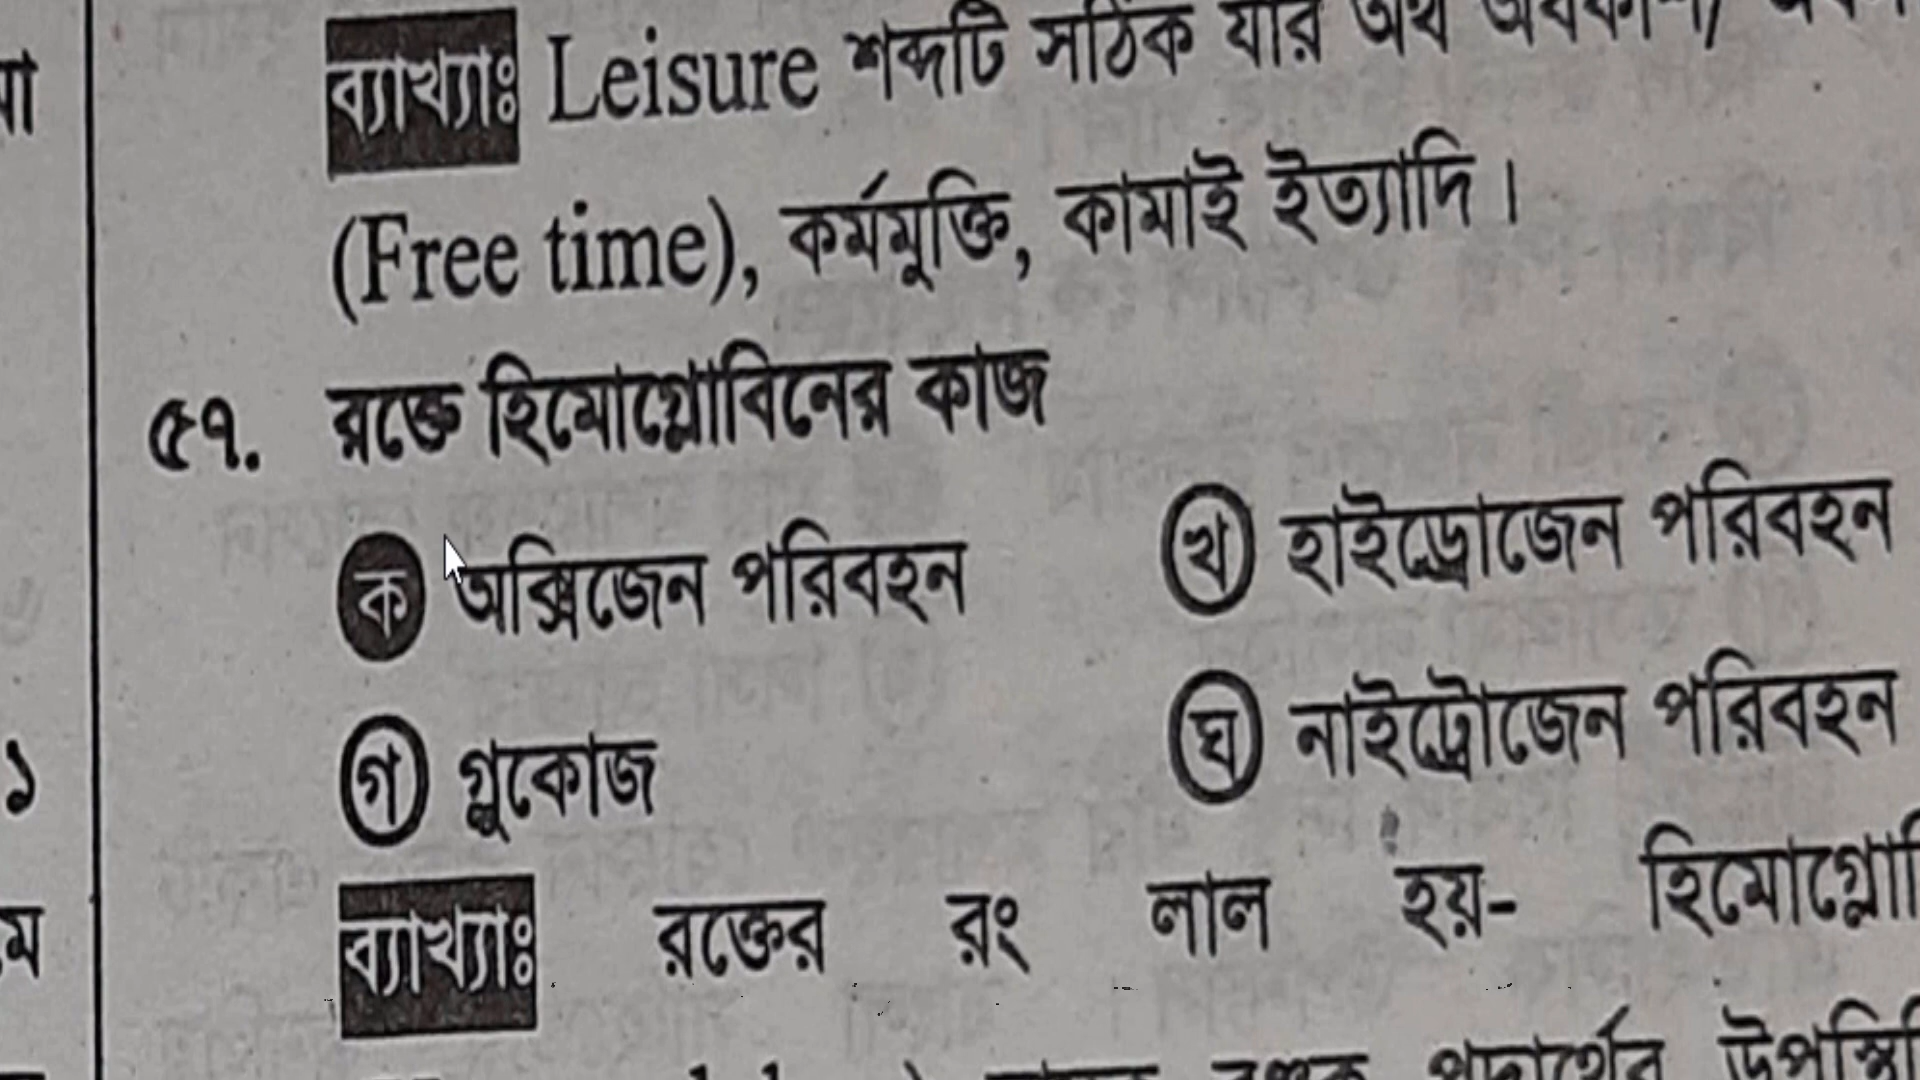 ব্যাখ্যাঃ Leisure শব্দটি সঠিক যার অর্থ অবকাশ/
(Free time), কর্মমুক্তি, কামাই ইত্যাদি।
৫৭. রক্তে হিমোগ্লোবিনের কাজ
ক অক্সিজেন পরিবহন খ হাইড্রোজেন পরিবহন
গ গ্লুকোজ ঘ নাইট্রোজেন পরিবহন
ব্যাখ্যাঃ রক্তের রং লাল হয়- হিমোগ্লো
পদার্থের